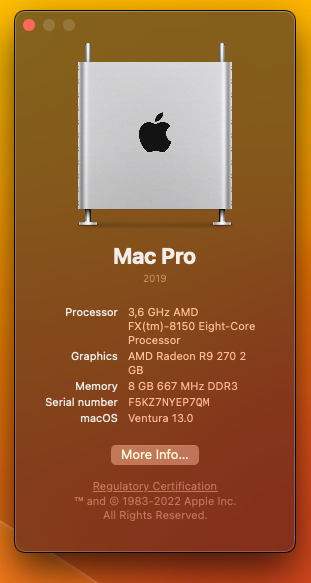 Mac Pro
2019
Processor 3,6 GHz AMD
FX(tm)-8150 Eight-Core
Processor
Graphics AMD Radeon R9 270 2
GB
Memory 8 GB 667 MHz DDR3
Serial number F5KZ7NYEP7QM
macOS Ventura 13.0
More Info...
Regulatory Certification
™ and © 1983-2022 Apple Inc.
All Rights Reserved.